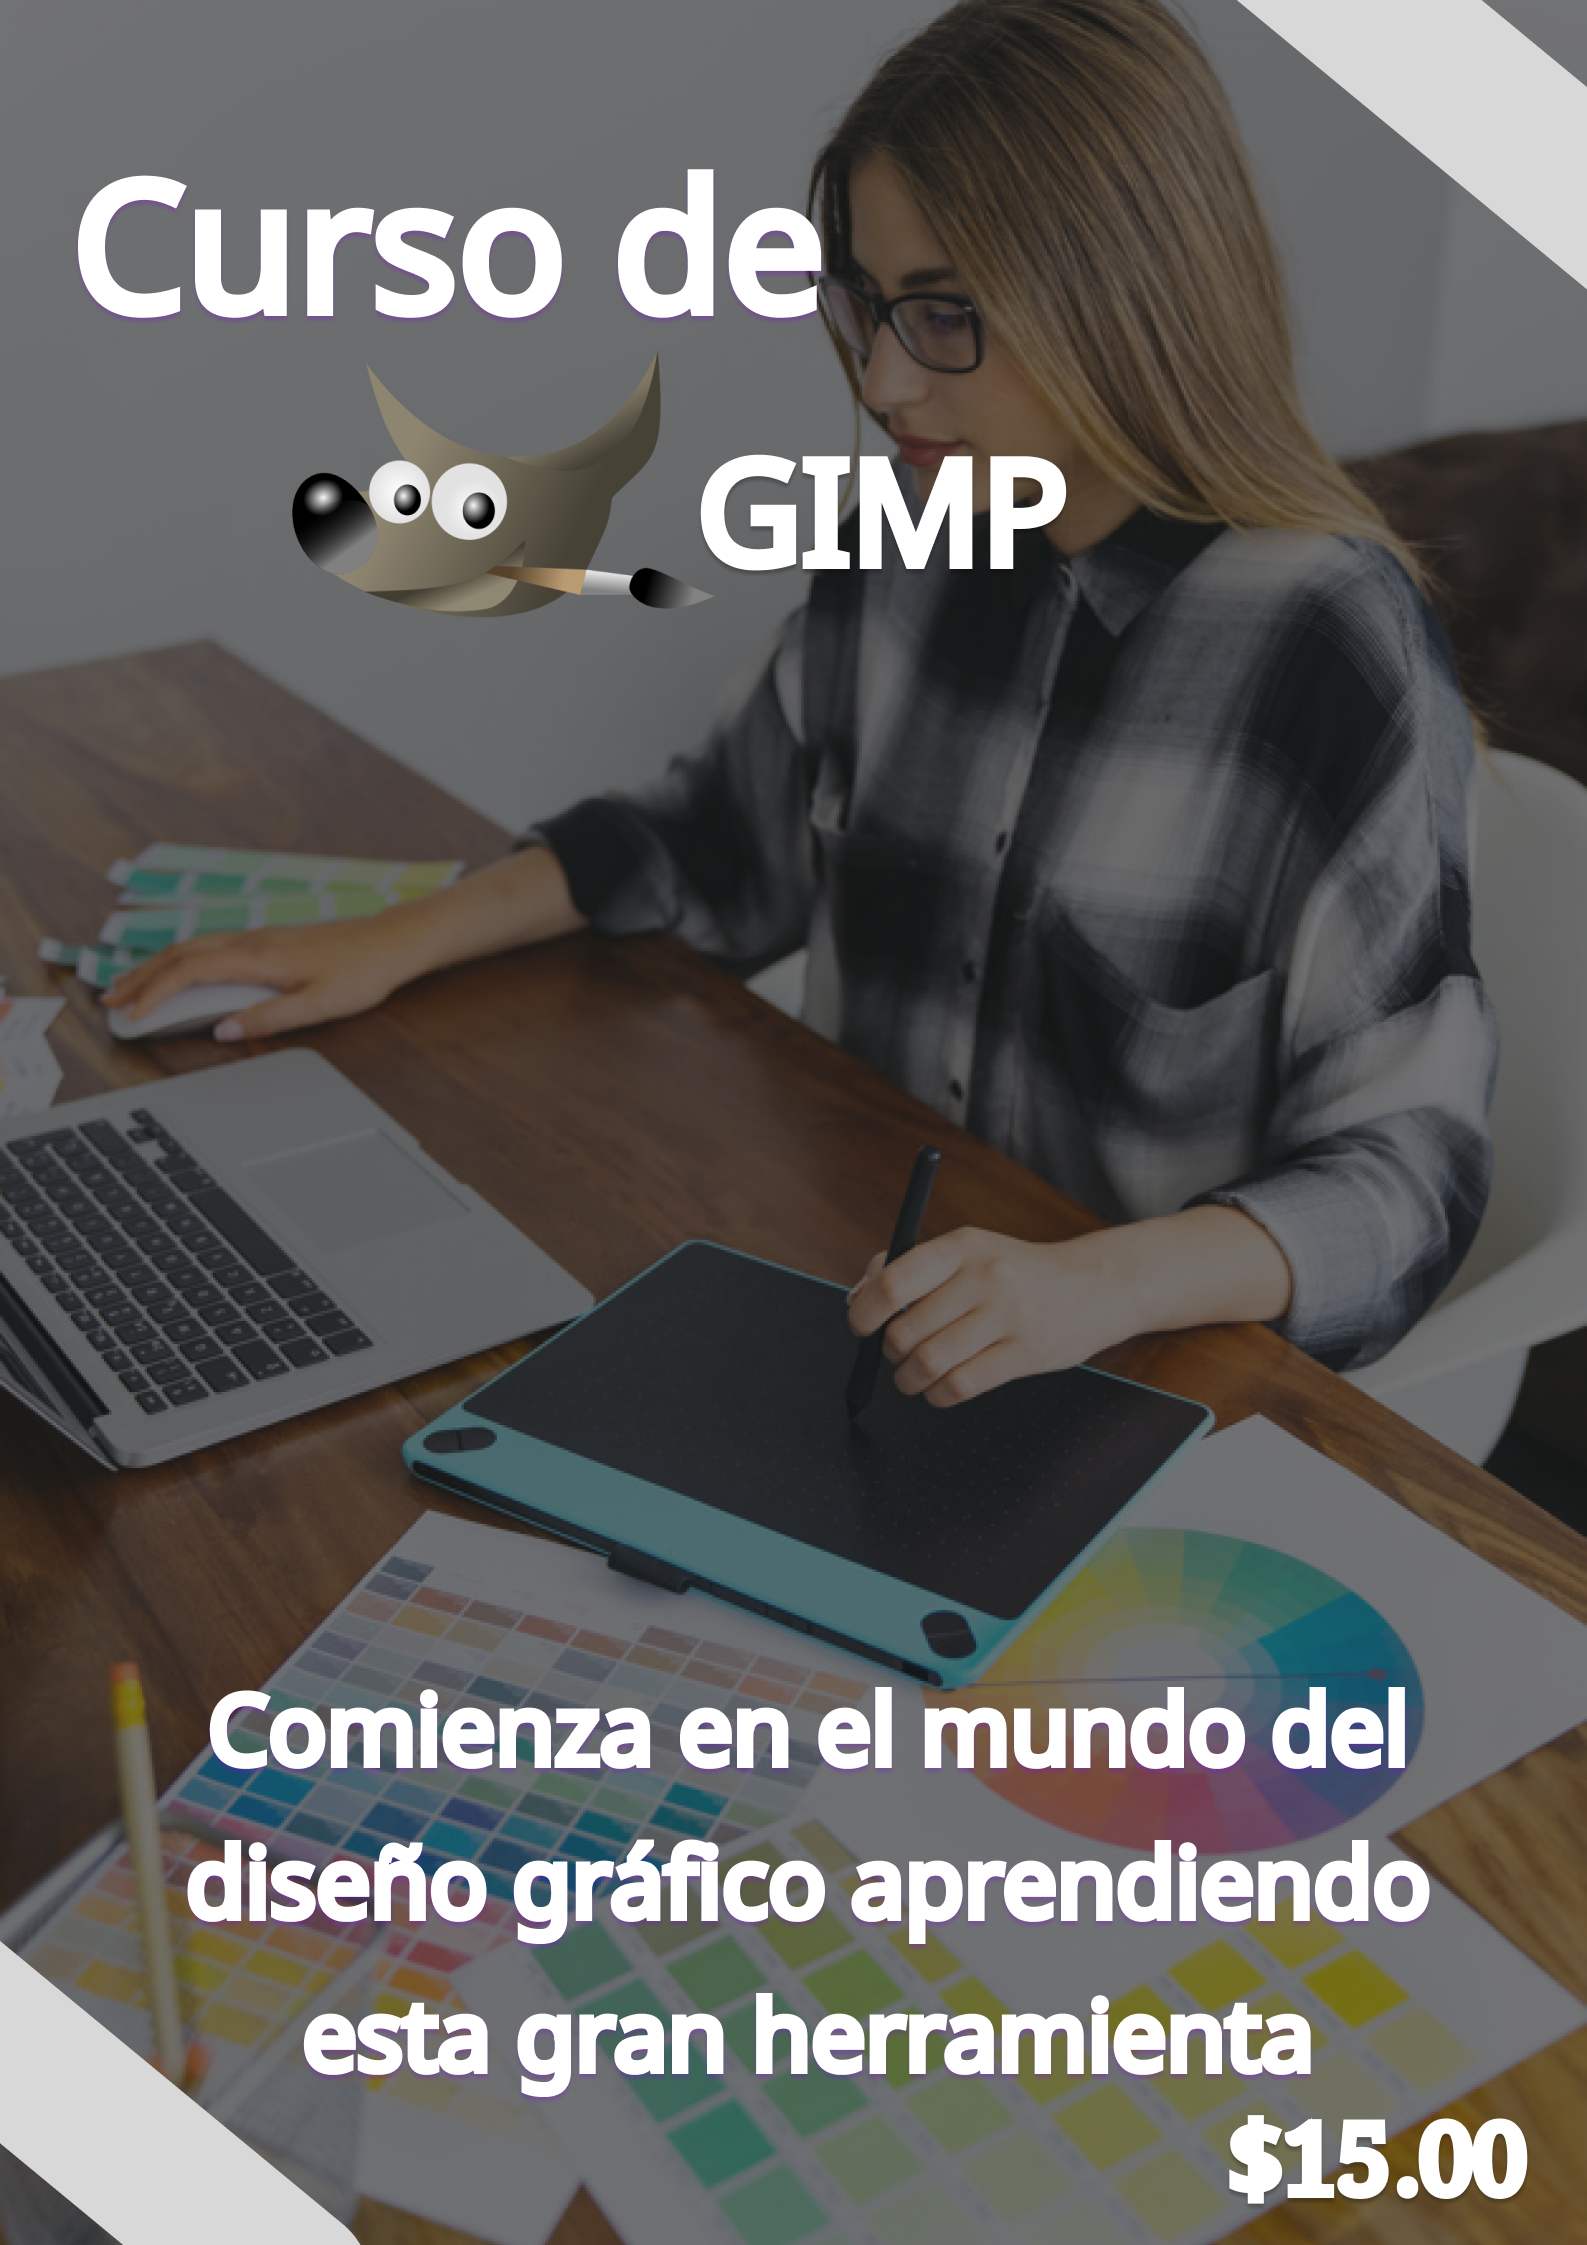 Curso de
GIMP
Comienza en el mundo del
diseño gráfico aprendiendo
esta gran herramienta
$15.00